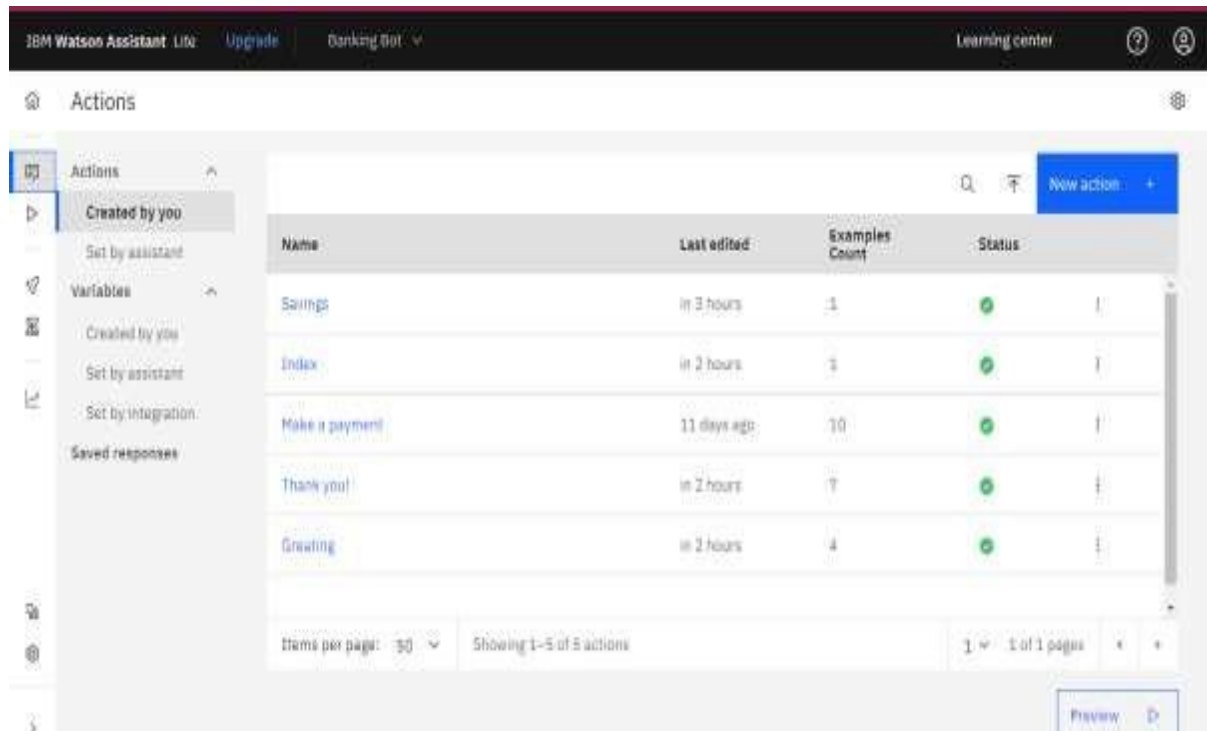 IBM Watson Assistant Lite Upgrade Banking Bot Learning center
Actions
Actions
Created by you
Set by assistant
Variables
Created by you
Set by assistant
Set by integration
Saved responses
New action +
Name Last edited Examples Count Status
Savings in 3 hours 1
Index in 2 hours 1
Make a payment 11 days ago 10
Thank you! in 2 hours 7
Greating in 2 hours 4
Items per page: 50 Showing 1–5 of 5 actions 1 1 of 1 pages
Preview